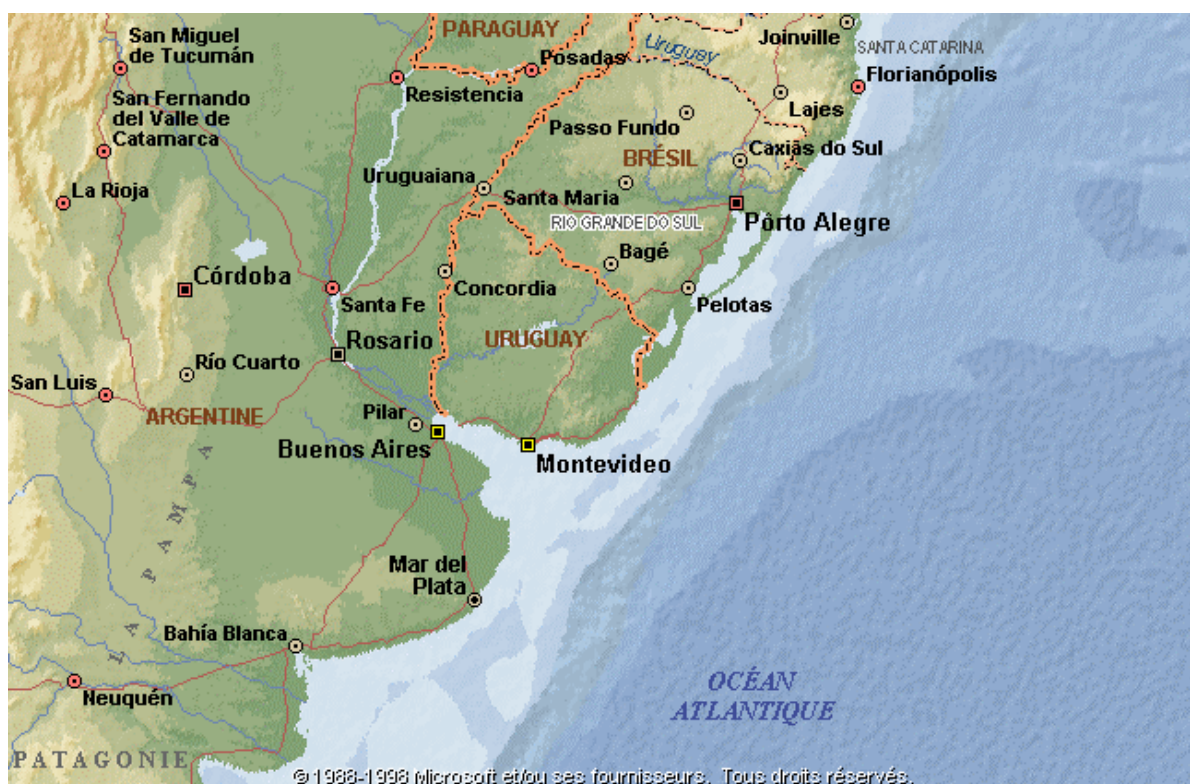 PARAGUAY
San Miguel
de Tucumán
Posadas
Uruguay
Joinville
SANTA CATARINA
Florianópolis
Resistencia
San Fernando
del Valle de
Catamarca
Lajes
Passo Fundo
BRÉSIL
Caxias do Sul
La Rioja
Uruguaiana
Santa Maria
RIO GRANDE DO SUL
Pôrto Alegre
Bagé
Córdoba
Concordia
Santa Fe
Pelotas
Rosario
URUGUAY
Río Cuarto
San Luis
ARGENTINE
Pilar
Buenos Aires
Montevideo
LA PAMPA
Mar del
Plata
Bahía Blanca
Neuquén
OCÉAN
ATLANTIQUE
PATAGONIE
© 1988-1998 Microsoft et/ou ses fournisseurs. Tous droits réservés.